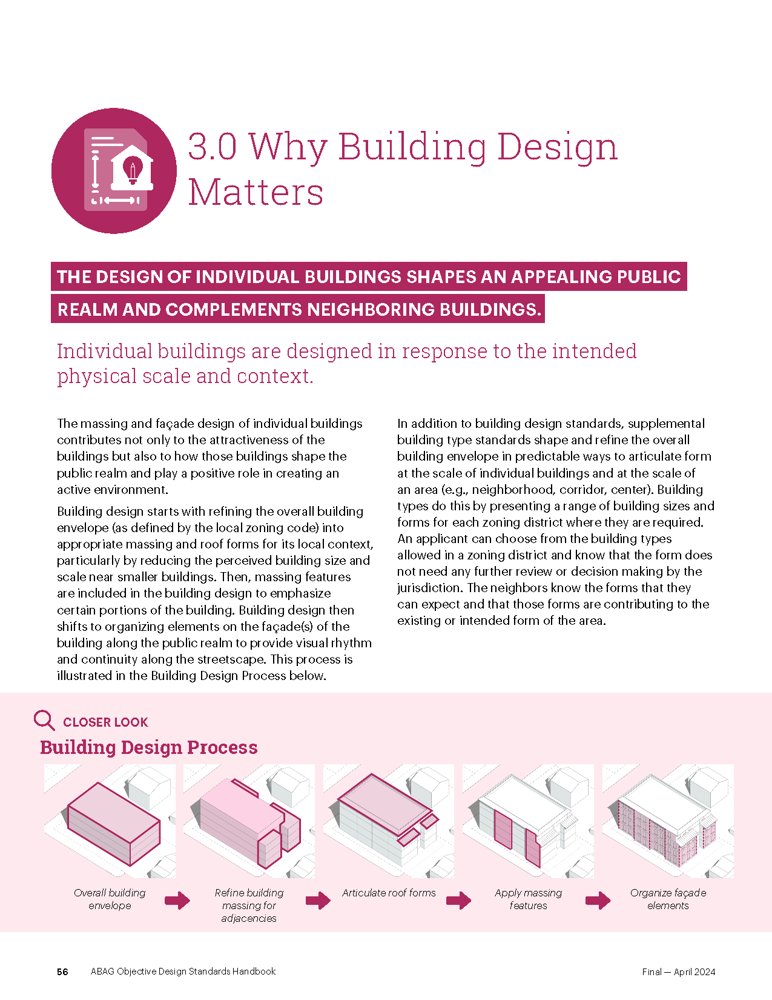 3.0 Why Building Design
Matters
THE DESIGN OF INDIVIDUAL BUILDINGS SHAPES AN APPEALING PUBLIC
REALM AND COMPLEMENTS NEIGHBORING BUILDINGS.
Individual buildings are designed in response to the intended
physical scale and context.
The massing and façade design of individual buildings
contributes not only to the attractiveness of the
buildings but also to how those buildings shape the
public realm and play a positive role in creating an
active environment.
Building design starts with refining the overall building
envelope (as defined by the local zoning code) into
appropriate massing and roof forms for its local context,
particularly by reducing the perceived building size and
scale near smaller buildings. Then, massing features
are included in the building design to emphasize
certain portions of the building. Building design then
shifts to organizing elements on the façade(s) of the
building along the public realm to provide visual rhythm
and continuity along the streetscape. This process is
illustrated in the Building Design Process below.
In addition to building design standards, supplemental
building type standards shape and refine the overall
building envelope in predictable ways to articulate form
at the scale of individual buildings and at the scale of
an area (e.g., neighborhood, corridor, center). Building
types do this by presenting a range of building sizes and
forms for each zoning district where they are required.
An applicant can choose from the building types
allowed in a zoning district and know that the form does
not need any further review or decision making by the
jurisdiction. The neighbors know the forms that they
can expect and that those forms are contributing to the
existing or intended form of the area.
CLOSER LOOK
Building Design Process
Overall building
envelope
Refine building
massing for
adjacencies
Articulate roof forms
Apply massing
features
Organize façade
elements
56 ABAG Objective Design Standards Handbook
Final — April 2024